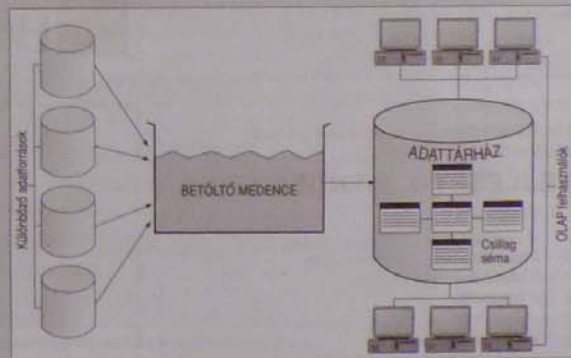 Különböző adatforrások
BETÖLTŐ MEDENCE
ADATTÁRHÁZ
Csillag
séma
OLAP felhasználók